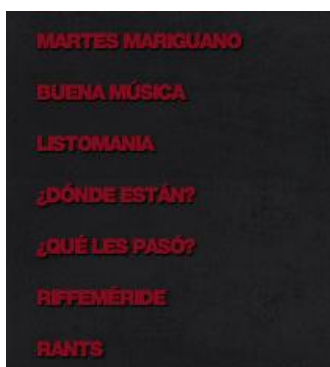 MARTES MARIGUANO
BUENA MÚSICA
LISTOMANIA
¿DÓNDE ESTÁN?
¿QUÉ LES PASÓ?
RIFFEMÉRIDE
RANTS